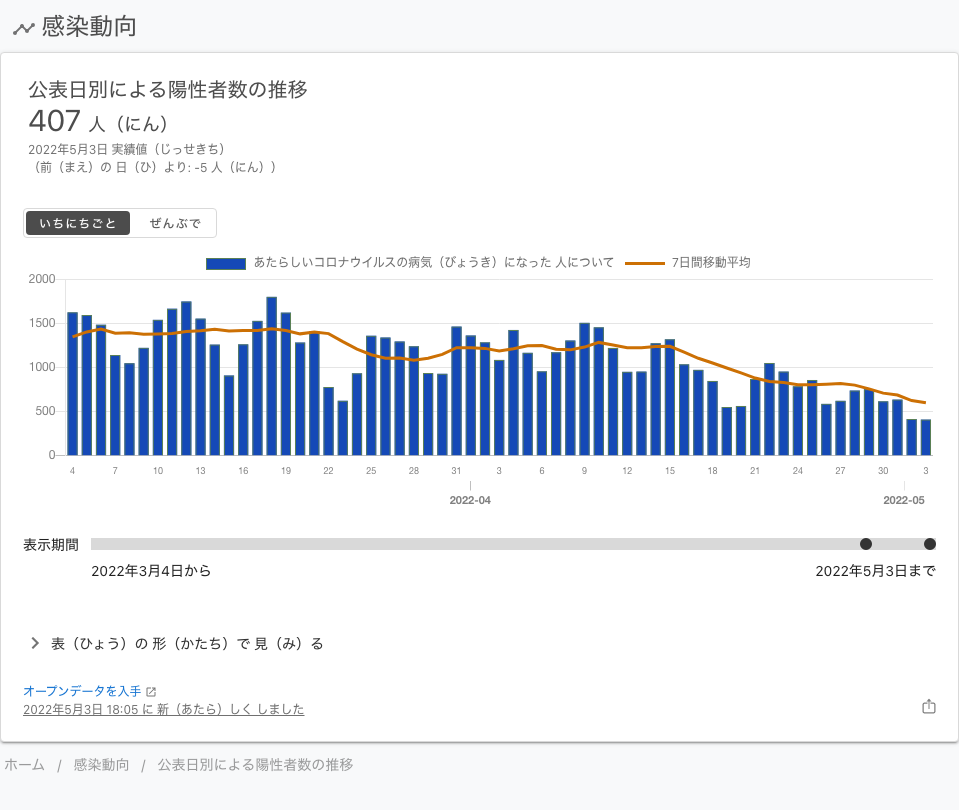 感染動向
公表日別による陽性者数の推移
407 人（にん）
2022年5月3日 実績値（じっせきち）
（前（まえ）の 日（ひ）より: -5 人（にん））
いちにちごと ぜんぶで
あたらしいコロナウイルスの病気（びょうき）になった 人について 7日間移動平均
2000
1500
1000
500
0
4 7 10 13 16 19 22 25 28 31 3 6 9 12 15 18 21 24 27 30 3
2022-04 2022-05
表示期間
2022年3月4日から 2022年5月3日まで
表（ひょう）の 形（かたち）で 見（み）る
オープンデータを入手
2022年5月3日 18:05 に 新（あたら）しく しました
ホーム / 感染動向 / 公表日別による陽性者数の推移